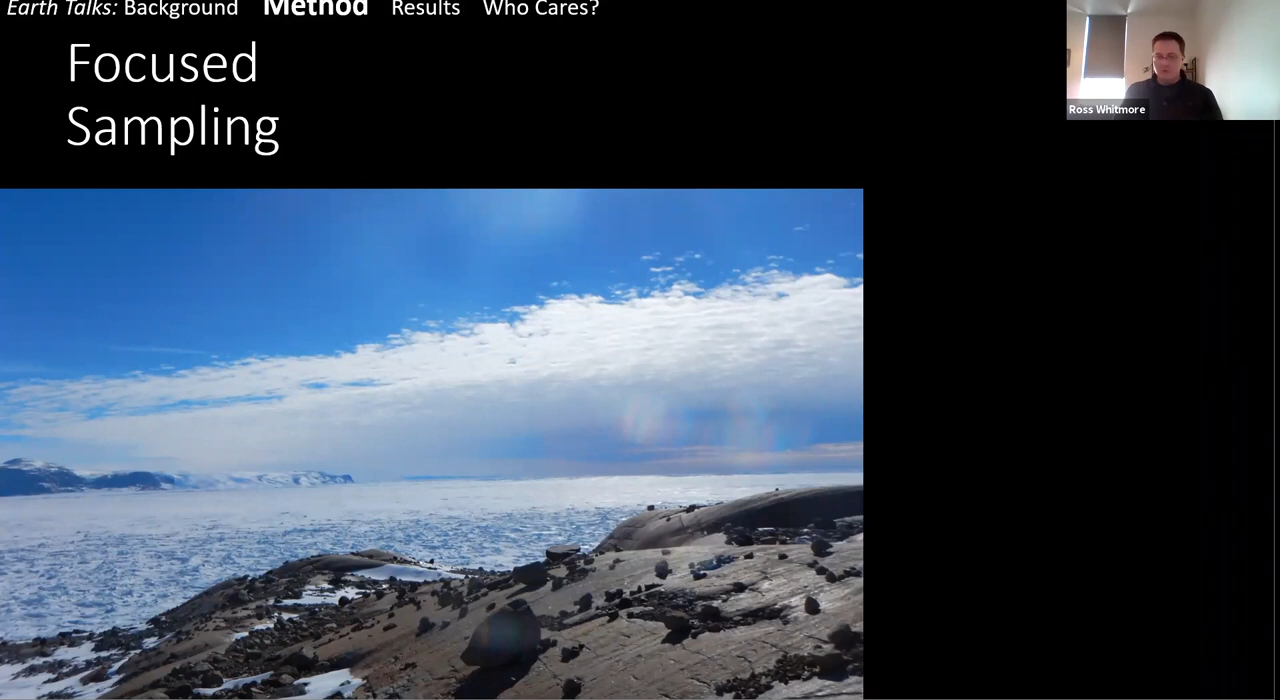 Earth Talks: Background Method Results Who Cares?
Focused
Sampling
Ross Whitmore